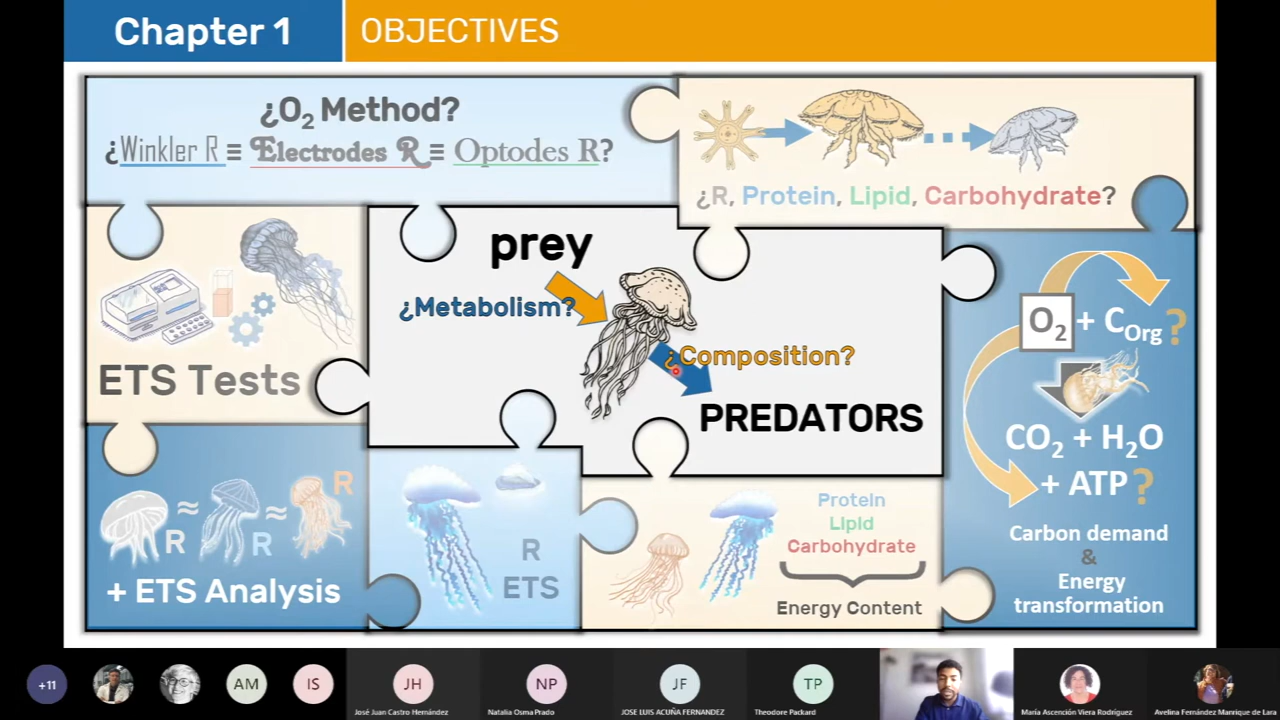 Chapter 1
OBJECTIVES
¿O₂ Method?
¿Winkler R ≡ Electrodes R ≡ Optodes R?
¿R, Protein, Lipid, Carbohydrate?
ETS Tests
prey
¿Metabolism?
¿Composition?
PREDATORS
O₂ + C_Org ?
CO₂ + H₂O
+ ATP ?
Carbon demand
&
Energy
transformation
R ≈ R ≈ R
+ ETS Analysis
R
ETS
Protein
Lipid
Carbohydrate
Energy Content
+11
AM
IS
JH
José Juan Castro Hernández
NP
Natalia Osma Prado
JF
JOSE LUIS ACUÑA FERNANDEZ
TP
Theodore Packard
María Ascención Viera Rodríguez
Avelina Fernández Manrique de Lara